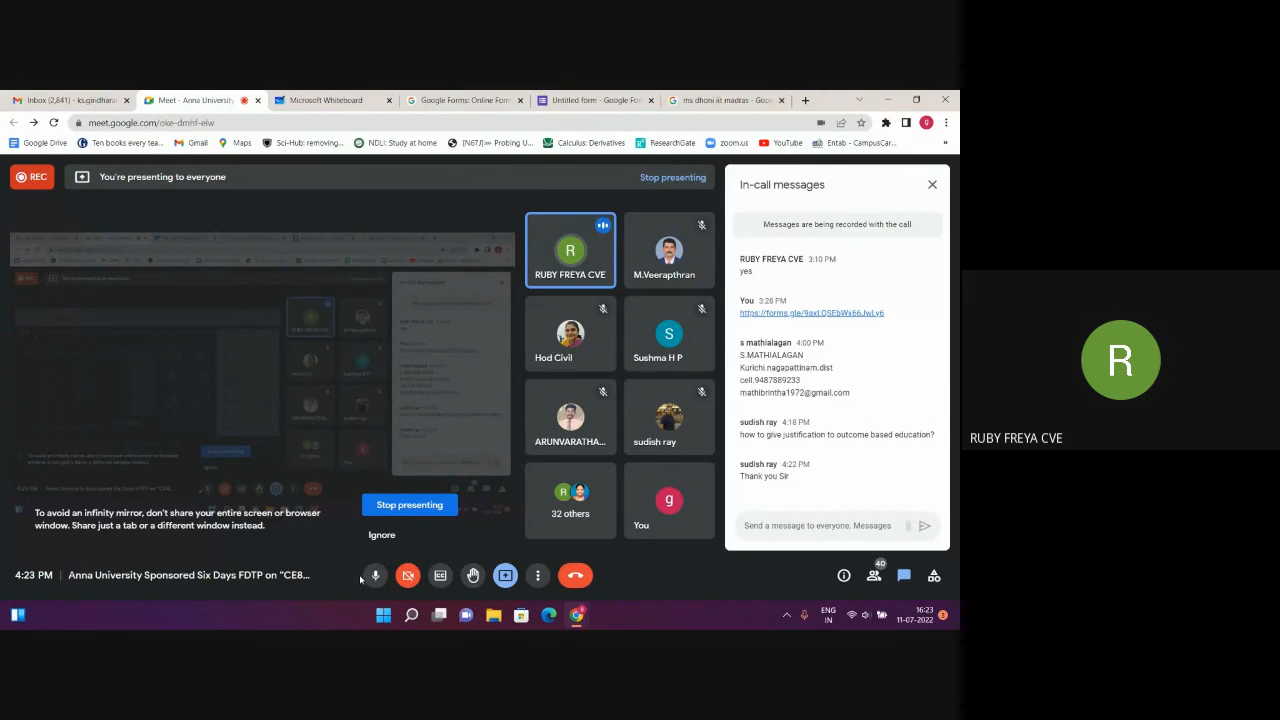 Inbox (2,841) - ks.giridharan
Meet - Anna University
Microsoft Whiteboard
Google Forms: Online Form
Untitled form - Google For
ms dhoni iit madras - Goo
meet.google.com/oke-dmhf-eiw
Google Drive
Ten books every tea...
Gmail
Maps
Sci-Hub: removing...
NDLI: Study at home
[N67J]=> Probing U...
Calculus: Derivatives
ResearchGate
zoom.us
YouTube
Entab - CampusCar...
REC
You're presenting to everyone
Stop presenting
RUBY FREYA CVE
M.Veerapthran
Hod Civil
Sushma H P
ARUNVARATHA...
sudish ray
32 others
You
In-call messages
Messages are being recorded with the call
RUBY FREYA CVE 3:10 PM
yes
You 3:28 PM
https://forms.gle/9axLQSEbWx66JwLy6
s mathialagan 4:00 PM
S.MATHIALAGAN
Kurichi.nagapattinam.dist
cell.9487889233
mathibrintha1972@gmail.com
sudish ray 4:18 PM
how to give justification to outcome based education?
sudish ray 4:22 PM
Thank you Sir
Send a message to everyone. Messages
To avoid an infinity mirror, don't share your entire screen or browser
window. Share just a tab or a different window instead.
Stop presenting
Ignore
4:23 PM | Anna University Sponsored Six Days FDTP on "CE8...
40
ENG
IN
16:23
11-07-2022
3
R
RUBY FREYA CVE